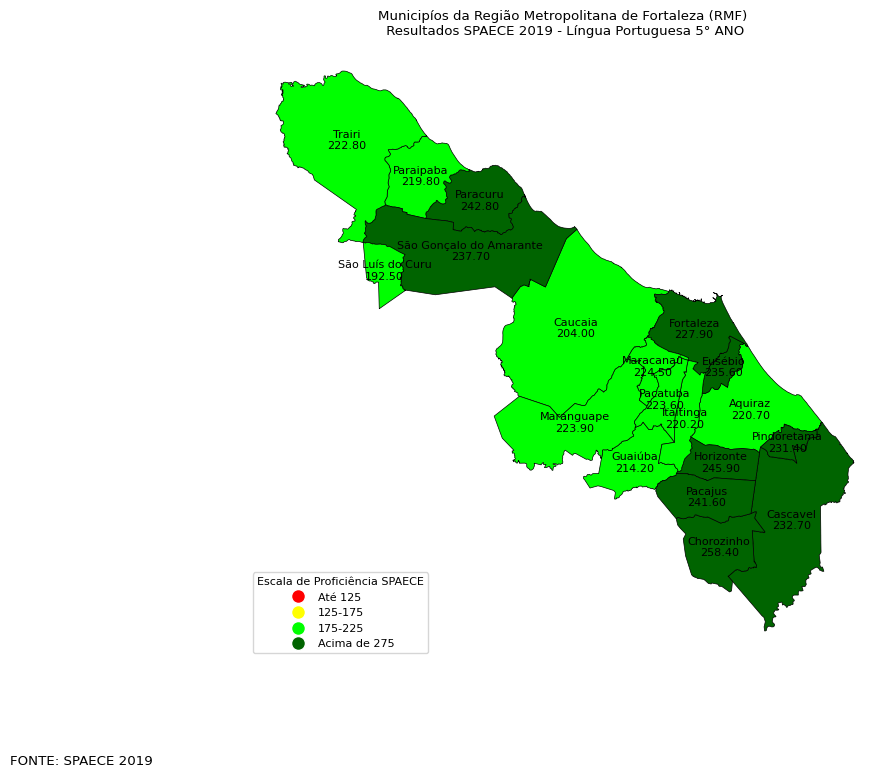 Municipíos da Região Metropolitana de Fortaleza (RMF)
Resultados SPAECE 2019 - Língua Portuguesa 5° ANO
Trairi
222.80
Paraipaba
219.80
Paracuru
242.80
São Gonçalo do Amarante
237.70
São Luís do Curu
192.50
Caucaia
204.00
Fortaleza
227.90
Eusébio
235.60
Maracanaú
224.50
Pacatuba
223.60
Itaitinga
220.20
Aquiraz
220.70
Maranguape
223.90
Pindoretama
231.40
Guaiúba
214.20
Horizonte
245.90
Pacajus
241.60
Cascavel
232.70
Chorozinho
258.40
Escala de Proficiência SPAECE
Até 125
125-175
175-225
Acima de 275
FONTE: SPAECE 2019